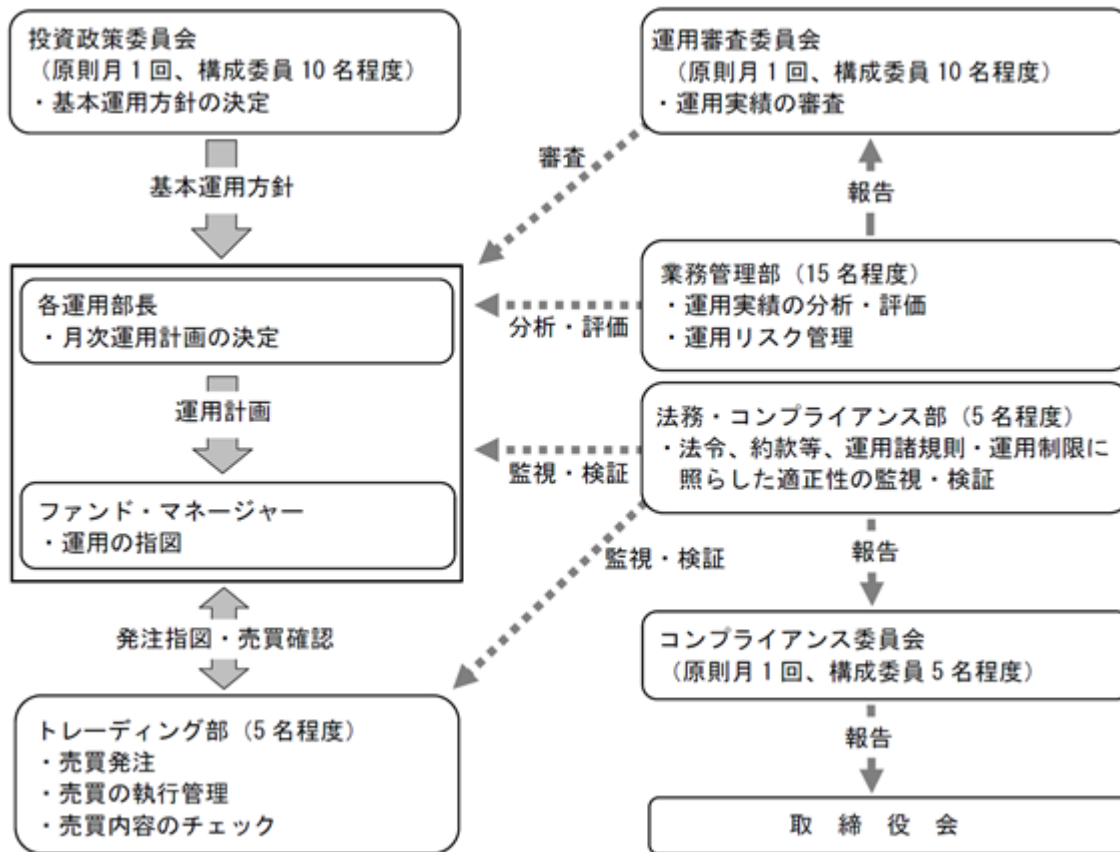 投資政策委員会
（原則月１回、構成委員 10 名程度）
・基本運用方針の決定
基本運用方針
各運用部長
・月次運用計画の決定
運用計画
ファンド・マネージャー
・運用の指図
発注指図・売買確認
トレーディング部（5 名程度）
・売買発注
・売買の執行管理
・売買内容のチェック
運用審査委員会
（原則月１回、構成委員 10 名程度）
・運用実績の審査
審査
報告
業務管理部（15 名程度）
・運用実績の分析・評価
・運用リスク管理
分析・評価
法務・コンプライアンス部（5 名程度）
・法令、約款等、運用諸規則・運用制限に
照らした適正性の監視・検証
監視・検証
監視・検証
報告
コンプライアンス委員会
（原則月１回、構成委員 5 名程度）
報告
取 締 役 会